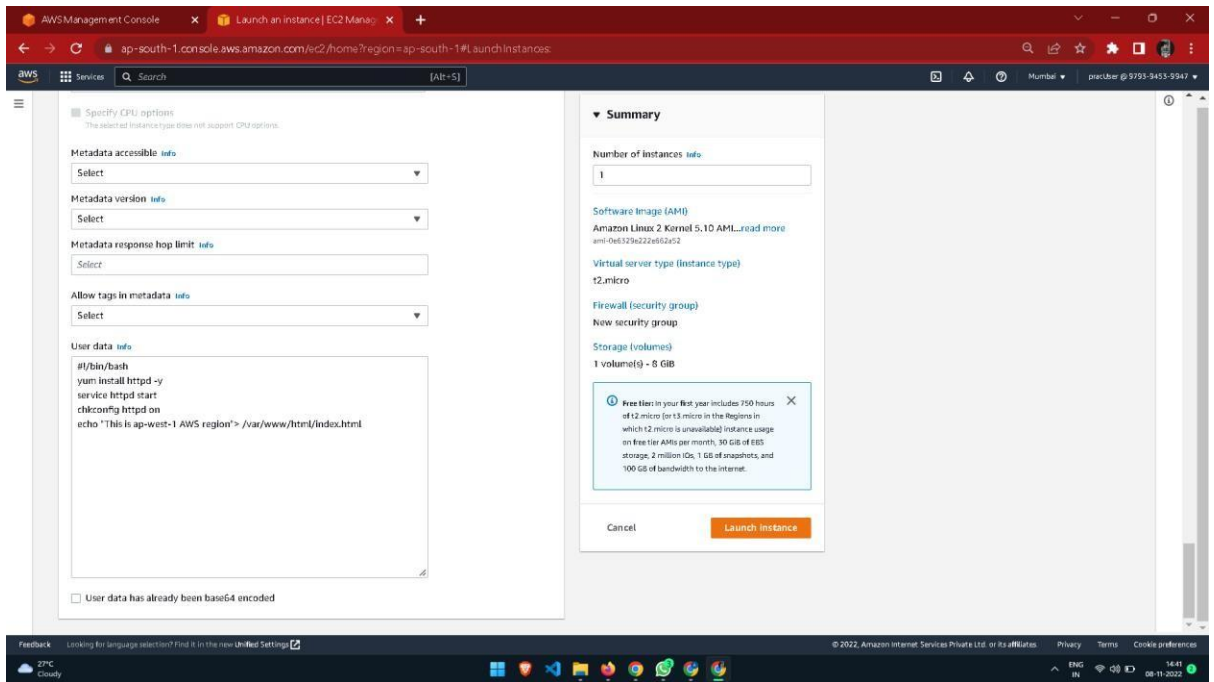 AWS Management Console
Launch an instance | EC2 Manag
ap-south-1.console.aws.amazon.com/ec2/home?region=ap-south-1#LaunchInstances:
aws
Services
Search
[Alt+S]
Mumbai
pracUser @ 9793-9453-9947
Specify CPU options
The selected instance type does not support CPU options.
Metadata accessible Info
Select
Metadata version Info
Select
Metadata response hop limit Info
Select
Allow tags in metadata Info
Select
User data Info
#!/bin/bash
yum install httpd -y
service httpd start
chkconfig httpd on
echo "This is ap-west-1 AWS region"> /var/www/html/index.html
User data has already been base64 encoded
Summary
Number of instances Info
1
Software Image (AMI)
Amazon Linux 2 Kernel 5.10 AMI...read more
ami-0e6329e222e662a52
Virtual server type (instance type)
t2.micro
Firewall (security group)
New security group
Storage (volumes)
1 volume(s) - 8 GiB
Free tier: In your first year includes 750 hours
of t2.micro (or t3.micro in the Regions in
which t2.micro is unavailable) instance usage
on free tier AMIs per month, 30 GiB of EBS
storage, 2 million IOs, 1 GB of snapshots, and
100 GB of bandwidth to the internet.
Cancel
Launch instance
Feedback
Looking for language selection? Find it in the new Unified Settings
© 2022, Amazon Internet Services Private Ltd. or its affiliates.
Privacy
Terms
Cookie preferences
27°C
Cloudy
ENG
IN
14:41
08-11-2022